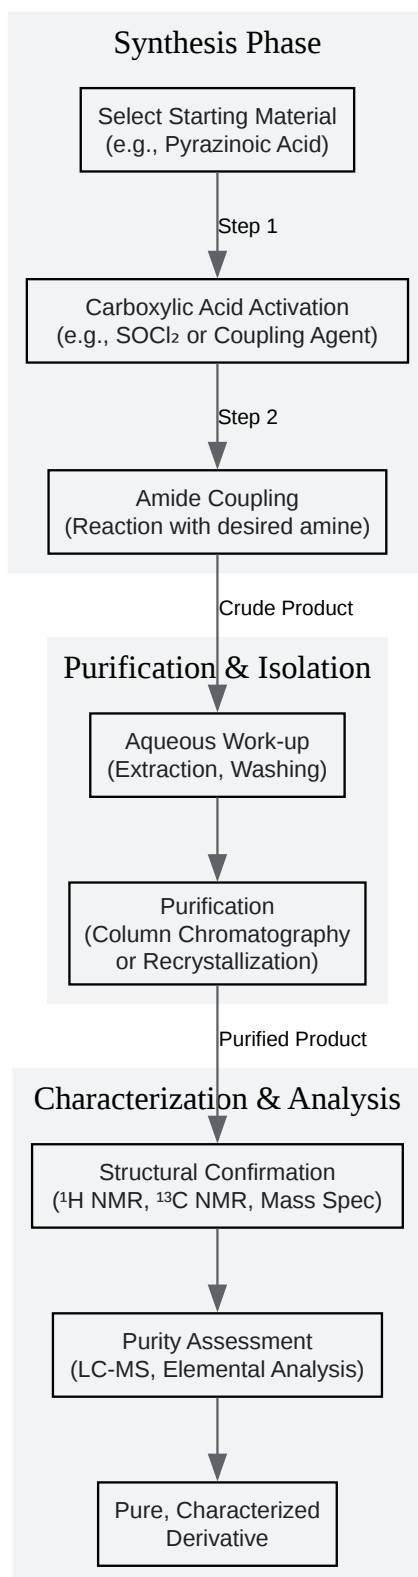 Synthesis Phase
Select Starting Material
(e.g., Pyrazinoic Acid)
Step 1
Carboxylic Acid Activation
(e.g., SOCl₂ or Coupling Agent)
Step 2
Amide Coupling
(Reaction with desired amine)
Crude Product
Purification & Isolation
Aqueous Work-up
(Extraction, Washing)
Purification
(Column Chromatography
or Recrystallization)
Purified Product
Characterization & Analysis
Structural Confirmation
(¹H NMR, ¹³C NMR, Mass Spec)
Purity Assessment
(LC-MS, Elemental Analysis)
Pure, Characterized
Derivative